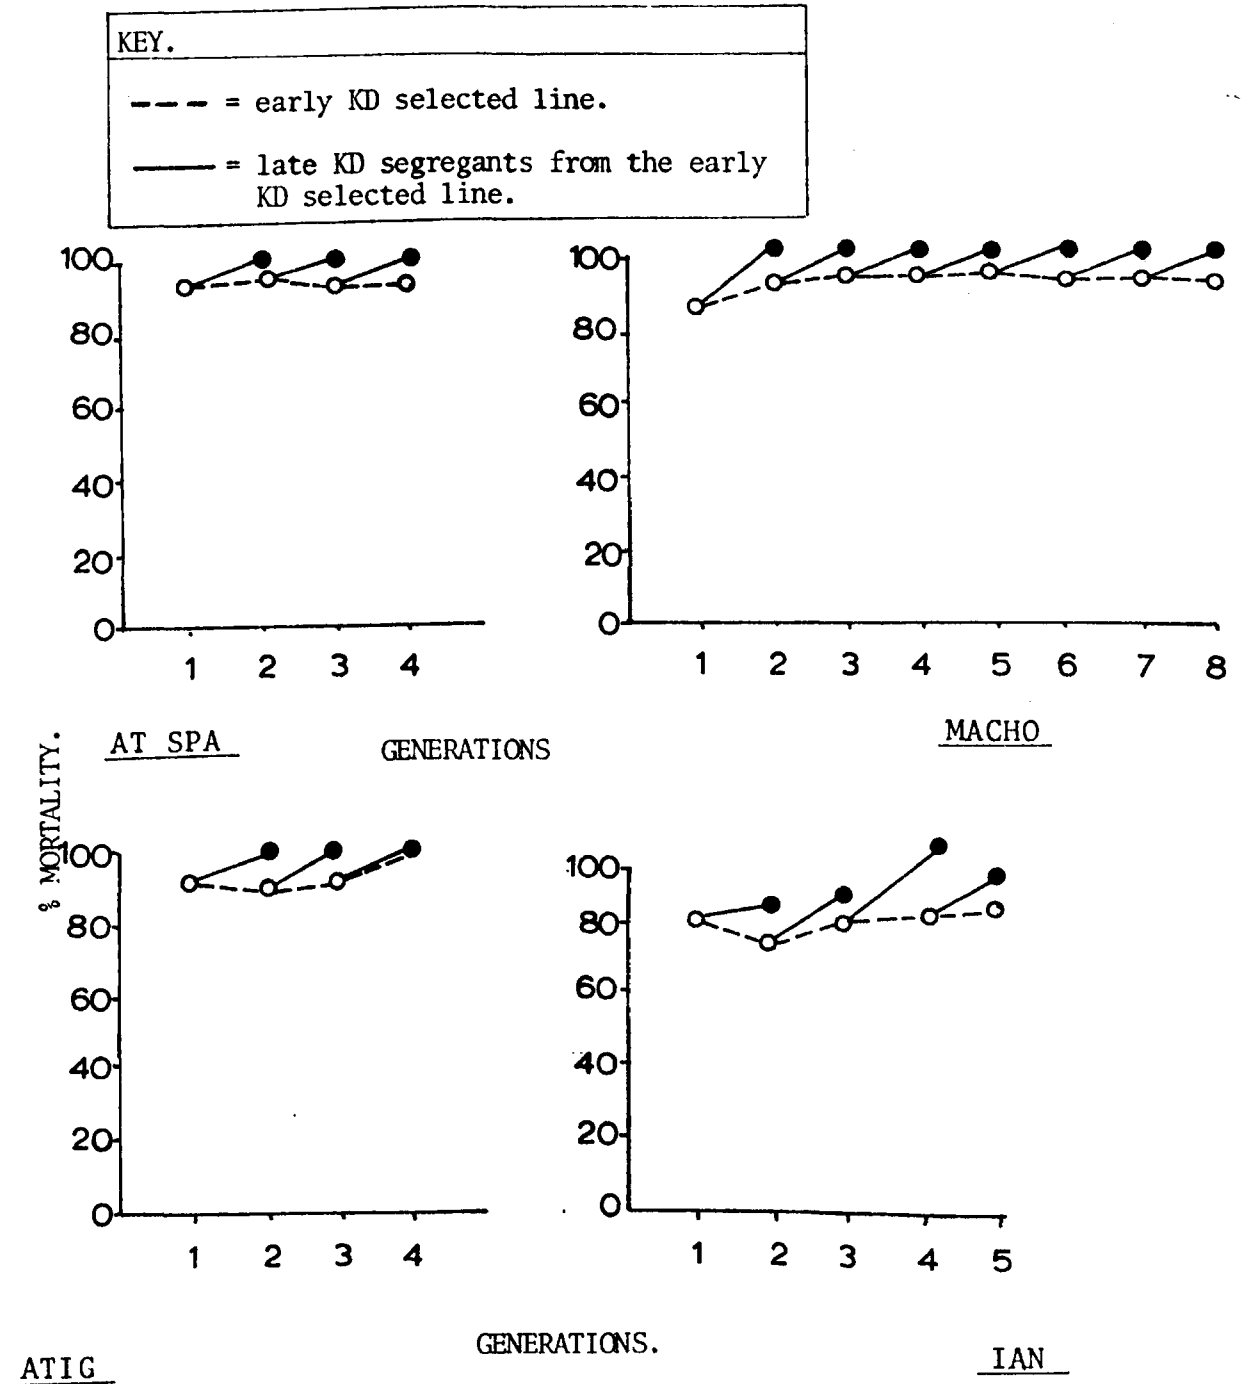 KEY.
= early KD selected line.
= late KD segregants from the early
KD selected line.
100
80
60
40
20
0
1 2 3 4
100
80
60
40
20
0
1 2 3 4 5 6 7 8
AT SPA
GENERATIONS
MACHO
% MORTALITY.
100
80
60
40
20
0
1 2 3 4
100
80
60
40
20
0
1 2 3 4 5
GENERATIONS.
ATIG
IAN